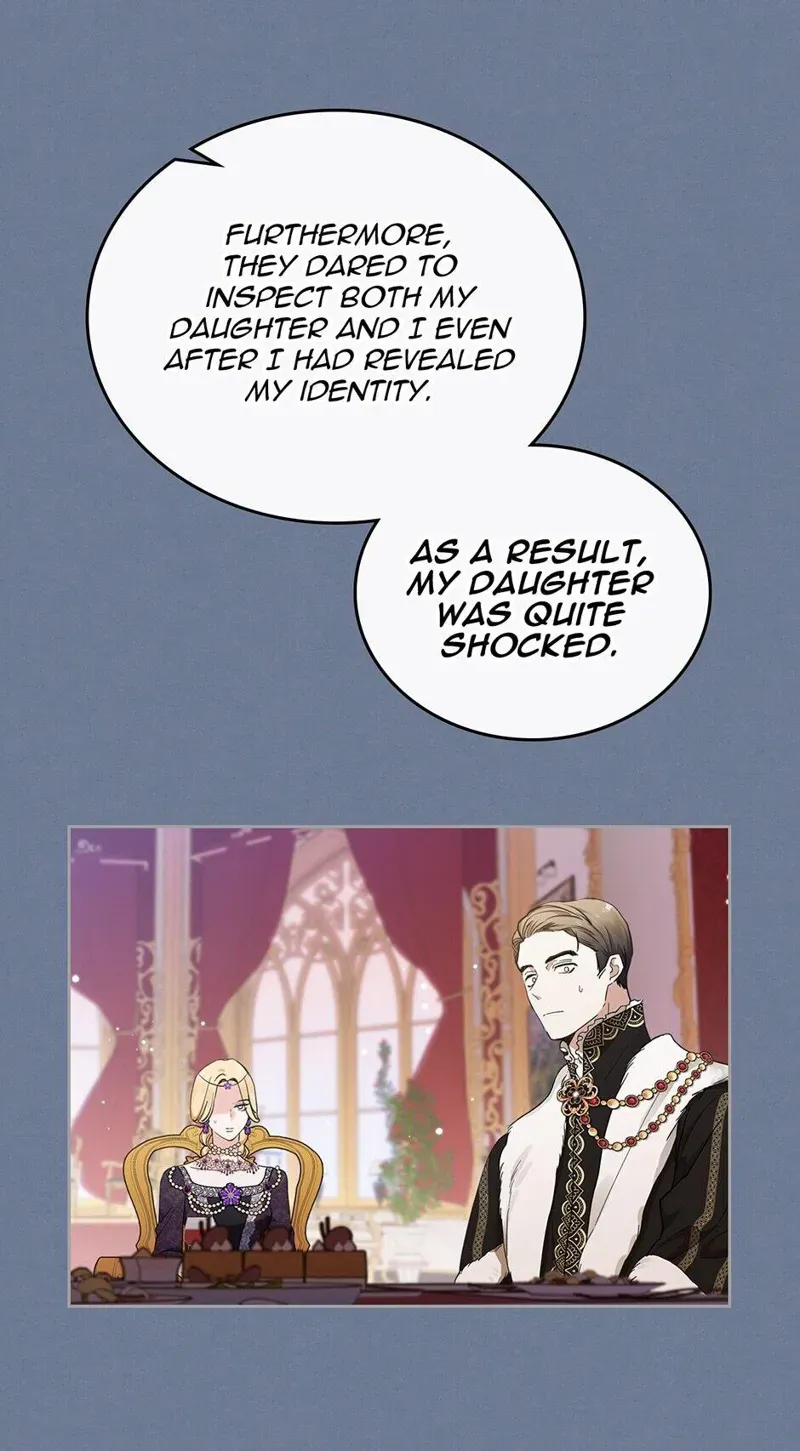 FURTHERMORE,
THEY DARED TO
INSPECT BOTH MY
DAUGHTER AND I EVEN
AFTER I HAD REVEALED
MY IDENTITY.
AS A RESULT,
MY DAUGHTER
WAS QUITE
SHOCKED.